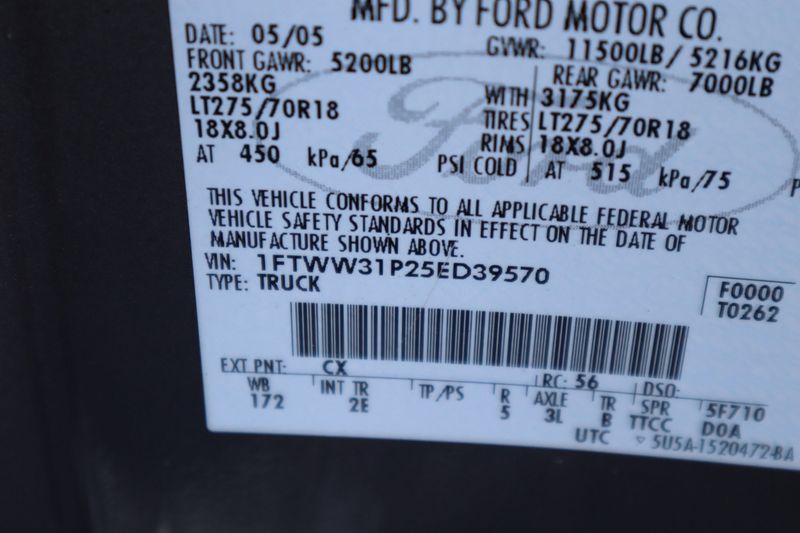 MFD. BY FORD MOTOR CO.
DATE: 05/05 GVWR: 11500LB/ 5216KG
FRONT GAWR: 5200LB REAR GAWR: 7000LB
2358KG WITH 3175KG
LT275/70R18 TIRES LT275/70R18
18X8.0J RIMS 18X8.0J
AT 450 kPa/65 PSI COLD AT 515 kPa/75 P
Ford
THIS VEHICLE CONFORMS TO ALL APPLICABLE FEDERAL MOTOR
VEHICLE SAFETY STANDARDS IN EFFECT ON THE DATE OF
MANUFACTURE SHOWN ABOVE.
VIN: 1FTWW31P25ED39570
TYPE: TRUCK
F0000
T0262
EXT PNT: CX RC: 56 DSO:
WB INT TR TP/PS R AXLE TR SPR 5F710
172 2E 5 3L B TTCC D0A
UTC ▽ 5U5A-1520472-BA